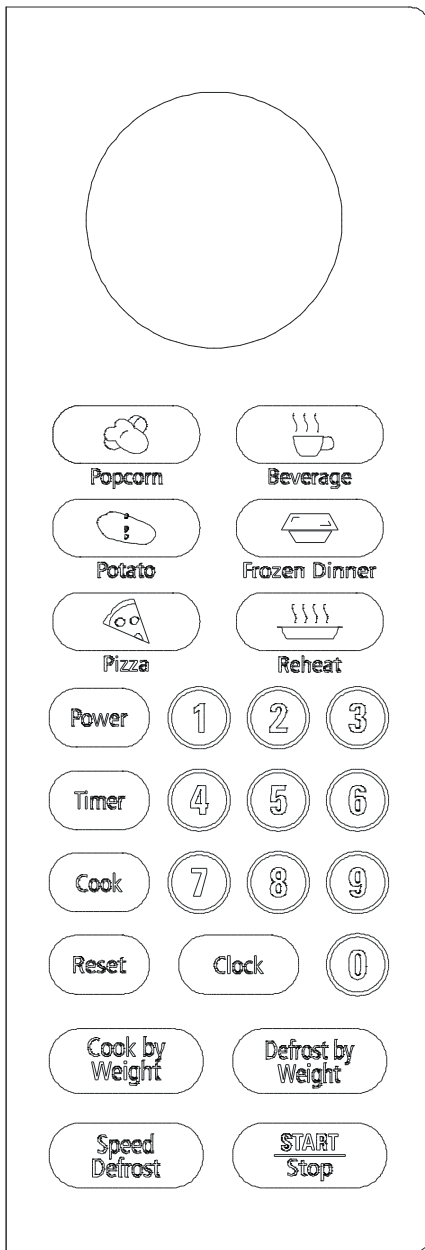 Popcorn Beverage
Potato Frozen Dinner
Pizza Reheat
Power 1 2 3
Timer 4 5 6
Cook 7 8 9
Reset Clock 0
Cook by
Weight
Defrost by
Weight
Speed
Defrost
START
Stop